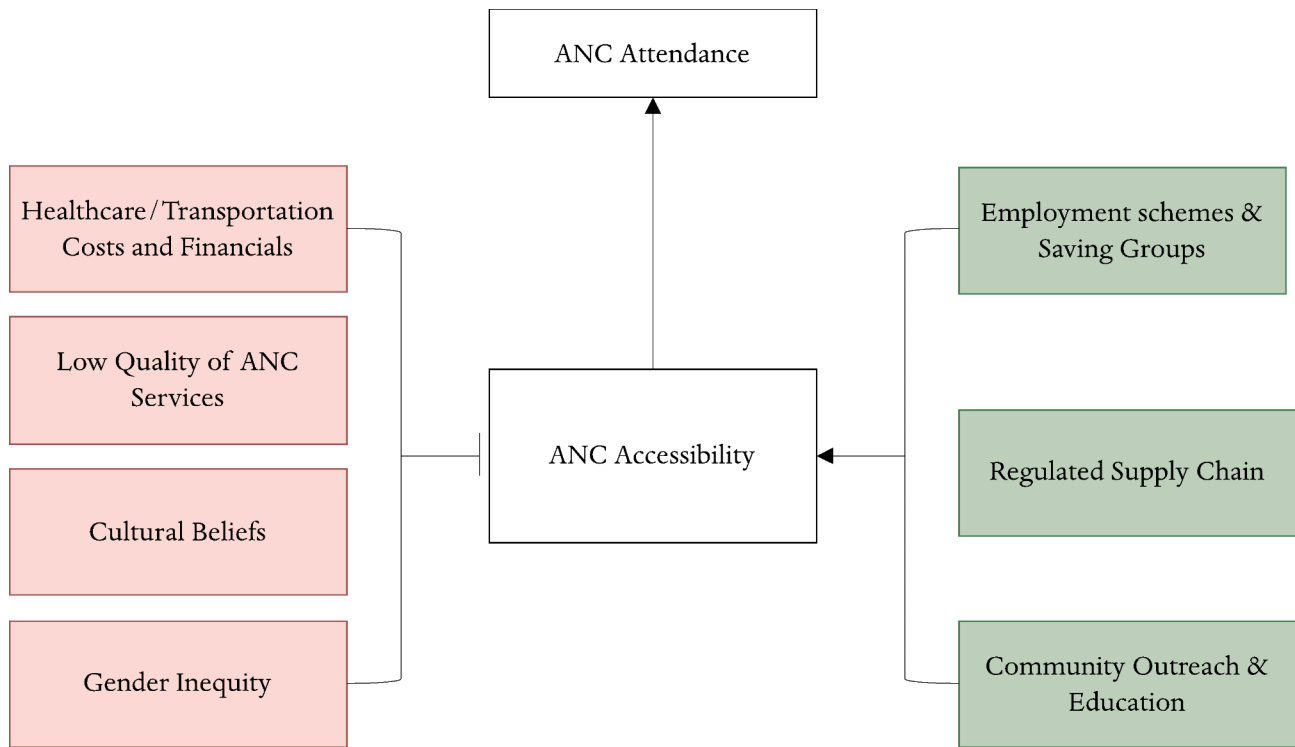 ANC Attendance
Healthcare/Transportation
Costs and Financials
Low Quality of ANC
Services
Cultural Beliefs
Gender Inequity
ANC Accessibility
Employment schemes &
Saving Groups
Regulated Supply Chain
Community Outreach &
Education